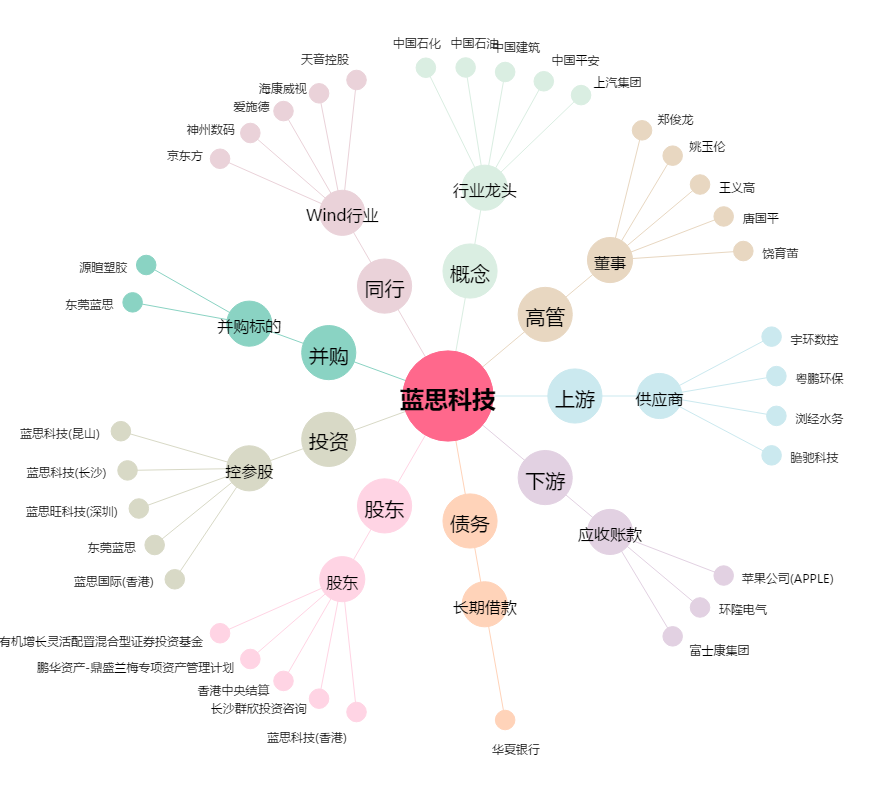 中国石化
中国石油
中国建筑
天音控股
中国平安
海康威视
上汽集团
爱施德
郑俊龙
神州数码
姚玉伦
京东方
王义高
行业龙头
Wind行业
唐国平
饶育苗
董事
源暄塑胶
概念
同行
东莞蓝思
高管
并购标的
宇环数控
并购
粤鹏环保
蓝思科技
上游
供应商
浏经水务
蓝思科技(昆山)
投资
控参股
蓝思科技(长沙)
下游
蓝思旺科技(深圳)
股东
债务
应收账款
东莞蓝思
苹果公司(APPLE)
蓝思国际(香港)
股东
长期借款
环隆电气
有机增长灵活配置混合型证券投资基金
富士康集团
鹏华资产-鼎盛兰梅专项资产管理计划
香港中央结算
长沙群欣投资咨询
蓝思科技(香港)
华夏银行